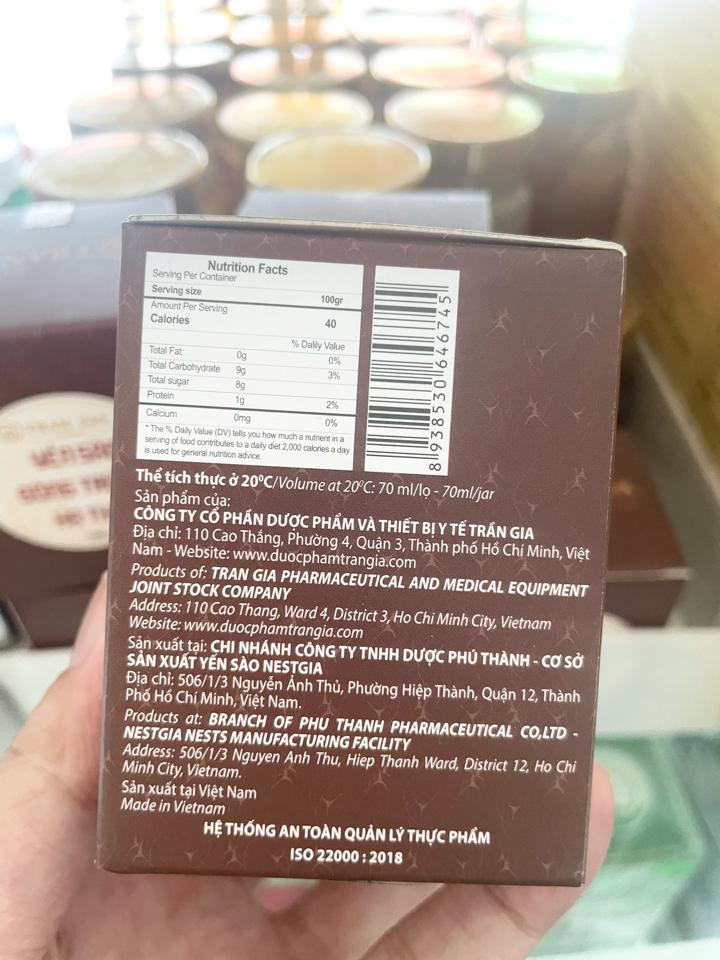 Nutrition Facts
Serving Per Container
Serving size 100gr
Amount Per Serving
Calories 40
% Daily Value
Total Fat: 0g 0%
Total Carbohydrate 9g 3%
Total sugar 8g
Protein 1g 2%
Calcium 0mg 0%
* The % Daily Value (DV) tells you how much a nutrient in a
serving of food contributes to a daily diet 2,000 calories a day
is used for general nutrition advice.
8 938530 646745
Thể tích thực ở 20⁰C/Volume at 20⁰C: 70 ml/lọ - 70ml/jar
Sản phẩm của:
CÔNG TY CỔ PHẦN DƯỢC PHẨM VÀ THIẾT BỊ Y TẾ TRẦN GIA
Địa chỉ: 110 Cao Thắng, Phường 4, Quận 3, Thành phố Hồ Chí Minh, Việt
Nam - Website: www.duocphamtrangia.com
Products of: TRAN GIA PHARMACEUTICAL AND MEDICAL EQUIPMENT
JOINT STOCK COMPANY
Address: 110 Cao Thang, Ward 4, District 3, Ho Chi Minh City, Vietnam
Website: www.duocphamtrangia.com
Sản xuất tại: CHI NHÁNH CÔNG TY TNHH DƯỢC PHÚ THÀNH - CƠ SỞ
SẢN XUẤT YẾN SÀO NESTGIA
Địa chỉ: 506/1/3 Nguyễn Ảnh Thủ, Phường Hiệp Thành, Quận 12, Thành
Phố Hồ Chí Minh, Việt Nam.
Products at: BRANCH OF PHU THANH PHARMACEUTICAL CO,LTD -
NESTGIA NESTS MANUFACTURING FACILITY
Address: 506/1/3 Nguyen Anh Thu, Hiep Thanh Ward, District 12, Ho Chi
Minh City, Vietnam.
Sản xuất tại Việt Nam
Made in Vietnam
HỆ THỐNG AN TOÀN QUẢN LÝ THỰC PHẨM
ISO 22000 : 2018